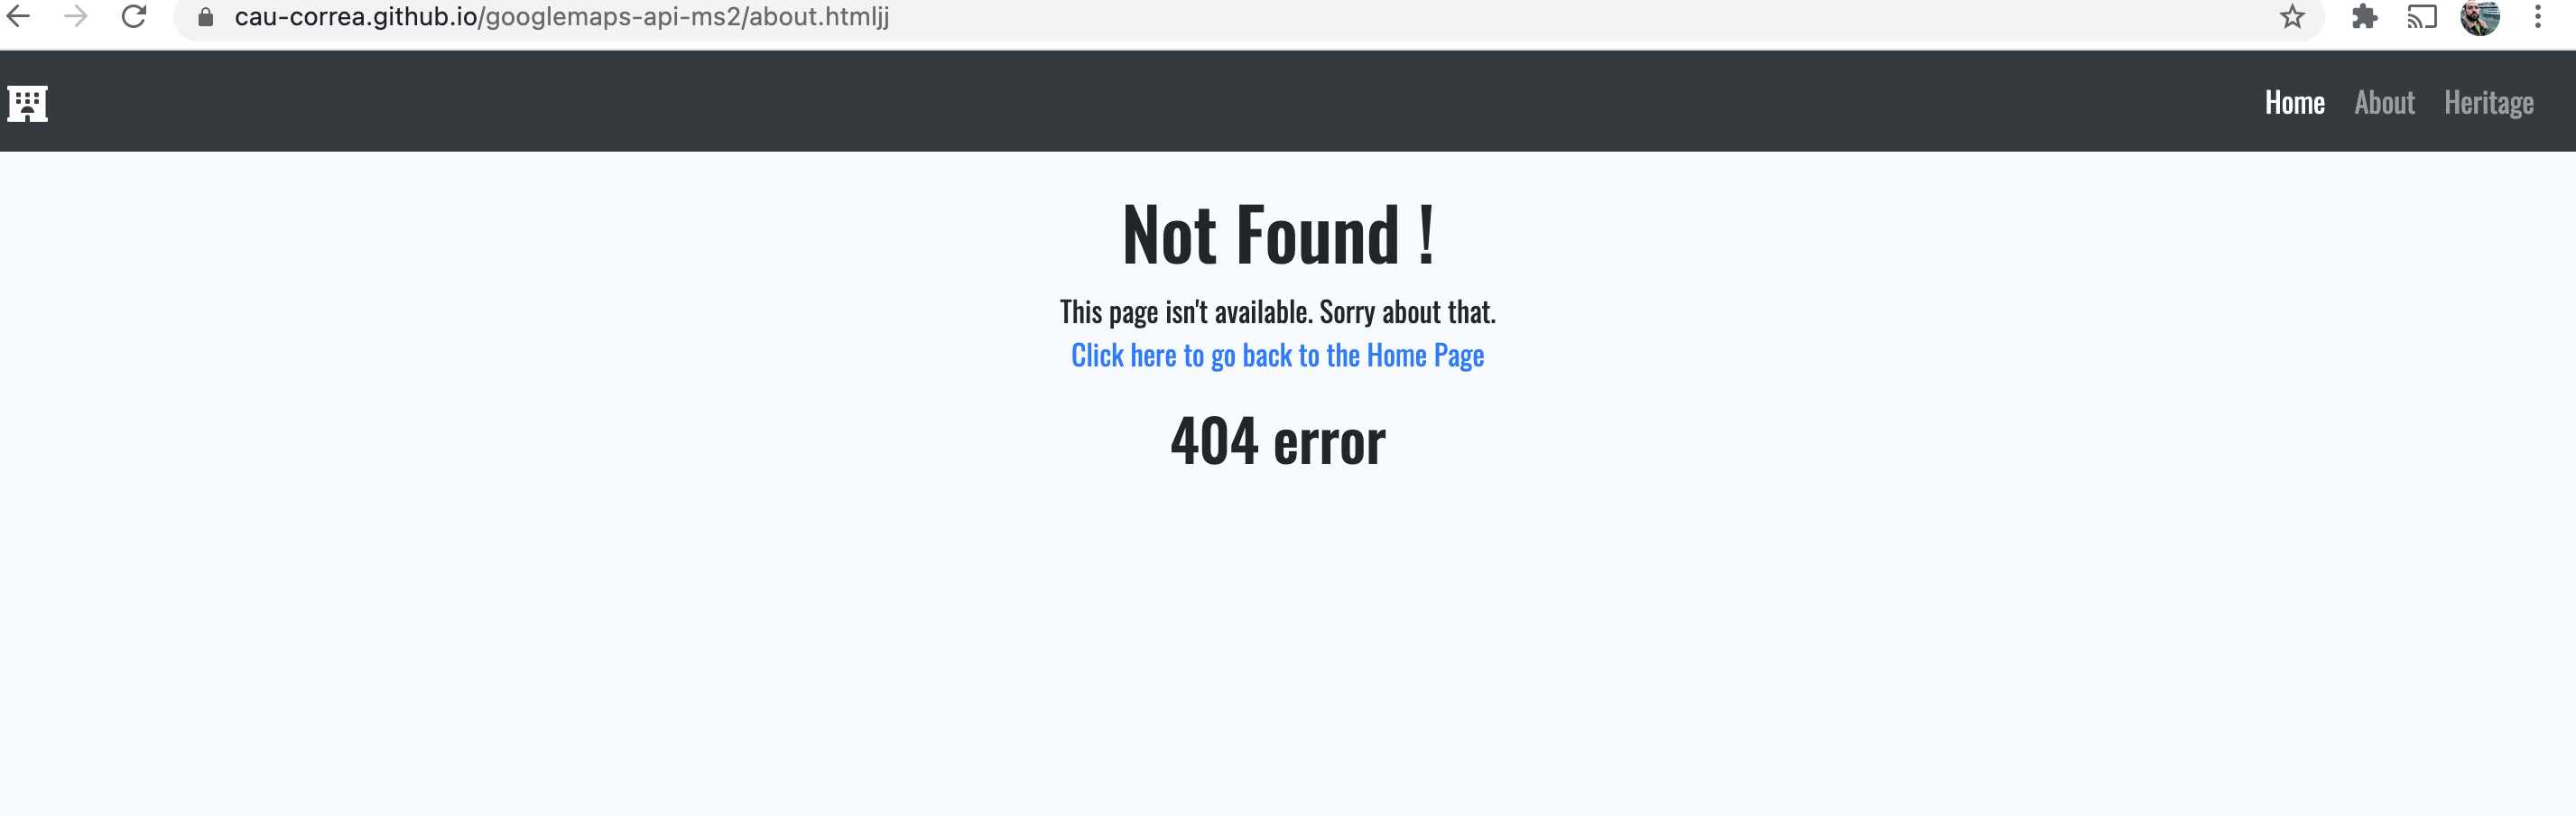 cau-correa.github.io/googlemaps-api-ms2/about.htmljj
Home About Heritage
Not Found !
This page isn't available. Sorry about that.
Click here to go back to the Home Page
404 error